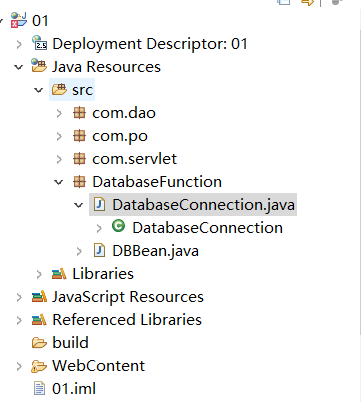 01
Deployment Descriptor: 01
Java Resources
src
com.dao
com.po
com.servlet
DatabaseFunction
DatabaseConnection.java
DatabaseConnection
DBBean.java
Libraries
JavaScript Resources
Referenced Libraries
build
WebContent
01.iml